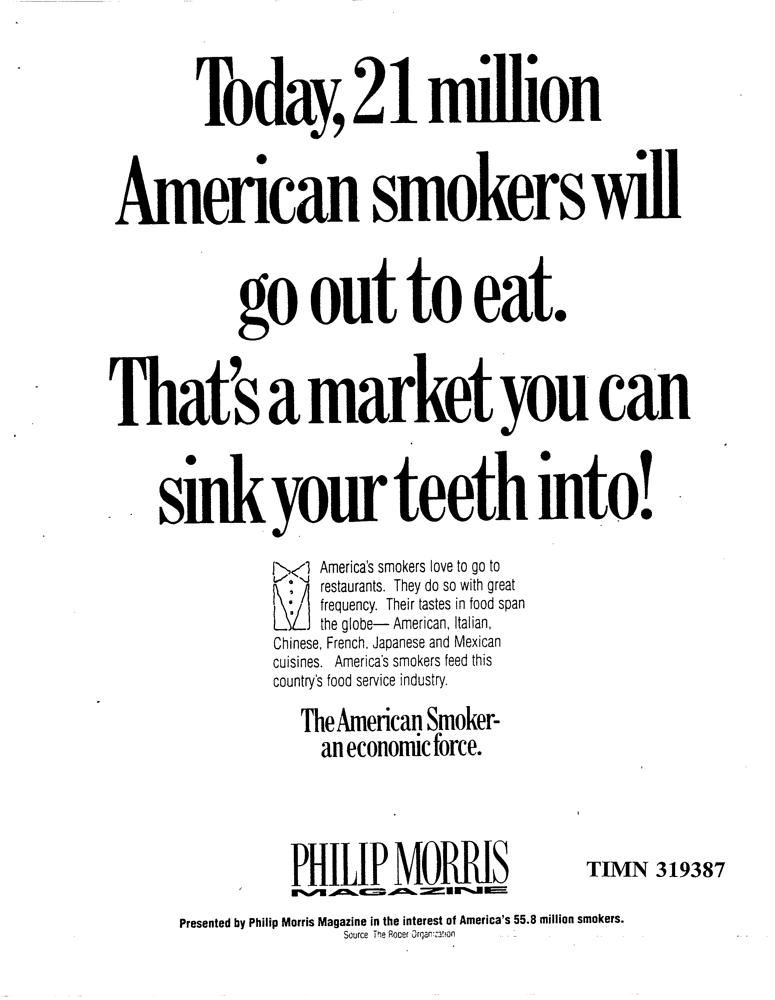 Today, 21 million
American smokers will
go out to eat.
That's a market you can
sink your teeth into!
America's smokers love to go to
restaurants. They do so with great
frequency. Their tastes in food span
the globe— American, Italian,
Chinese, French, Japanese and Mexican
cuisines. America's smokers feed this
country's food service industry.
The American Smoker-
an economic force.
PHILIP MORRIS
MAGAZINE
TIMN 319387
Presented by Philip Morris Magazine in the interest of America's 55.8 million smokers.
Source The Roper Organization